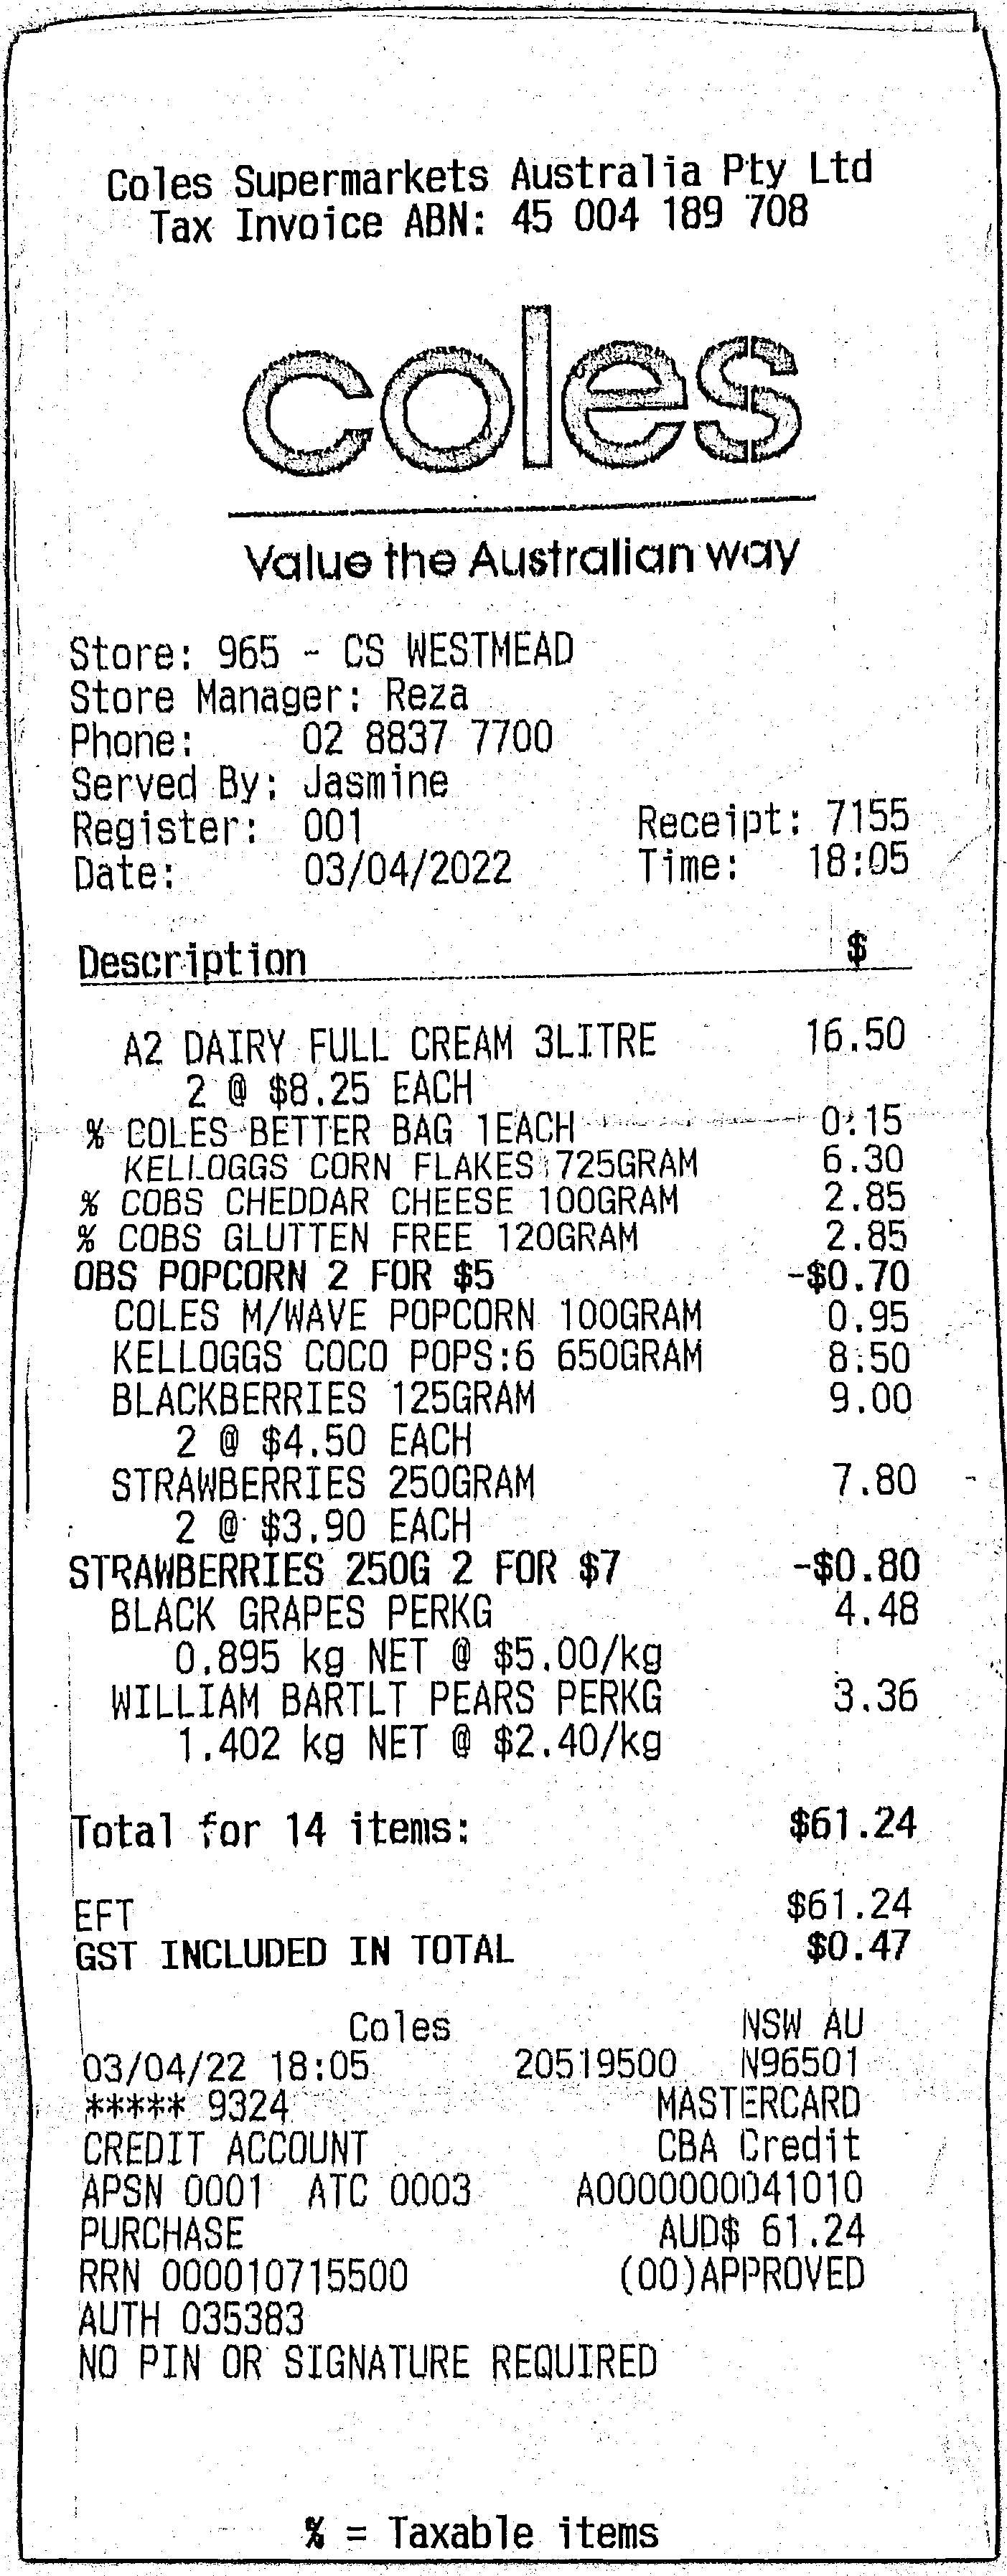 Coles Supermarkets Australia Pty Ltd
Tax Invoice ABN: 45 004 189 708
coles
Value the Australian way
Store: 965 - CS WESTMEAD
Store Manager: Reza
Phone: 02 8837 7700
Served By: Jasmine
Register: 001 Receipt: 7155
Date: 03/04/2022 Time: 18:05
Description $
A2 DAIRY FULL CREAM 3LITRE 16.50
2 @ $8.25 EACH
% COLES BETTER BAG 1EACH 0.15
KELLOGGS CORN FLAKES 725GRAM 6.30
% COBS CHEDDAR CHEESE 100GRAM 2.85
% COBS GLUTTEN FREE 120GRAM 2.85
OBS POPCORN 2 FOR $5 -$0.70
COLES M/WAVE POPCORN 100GRAM 0.95
KELLOGGS COCO POPS:6 650GRAM 8.50
BLACKBERRIES 125GRAM 9.00
2 @ $4.50 EACH
STRAWBERRIES 250GRAM 7.80
2 @ $3.90 EACH
STRAWBERRIES 250G 2 FOR $7 -$0.80
BLACK GRAPES PERKG 4.48
0.895 kg NET @ $5.00/kg
WILLIAM BARTLT PEARS PERKG 3.36
1.402 kg NET @ $2.40/kg
Total for 14 items: $61.24
EFT $61.24
GST INCLUDED IN TOTAL $0.47
Coles NSW AU
03/04/22 18:05 20519500 N96501
***** 9324 MASTERCARD
CREDIT ACCOUNT CBA Credit
APSN 0001 ATC 0003 A0000000041010
PURCHASE AUD$ 61.24
RRN 000010715500 (00)APPROVED
AUTH 035383
NO PIN OR SIGNATURE REQUIRED
% = Taxable items